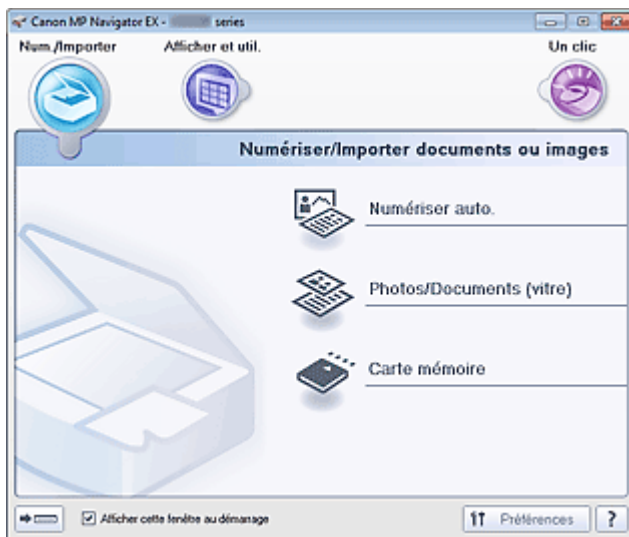 Canon MP Navigator EX - series
Num./Importer
Afficher et util.
Un clic
Numériser/Importer documents ou images
Numériser auto.
Photos/Documents (vitre)
Carte mémoire
Afficher cette fenêtre au démarrage
Préférences
?